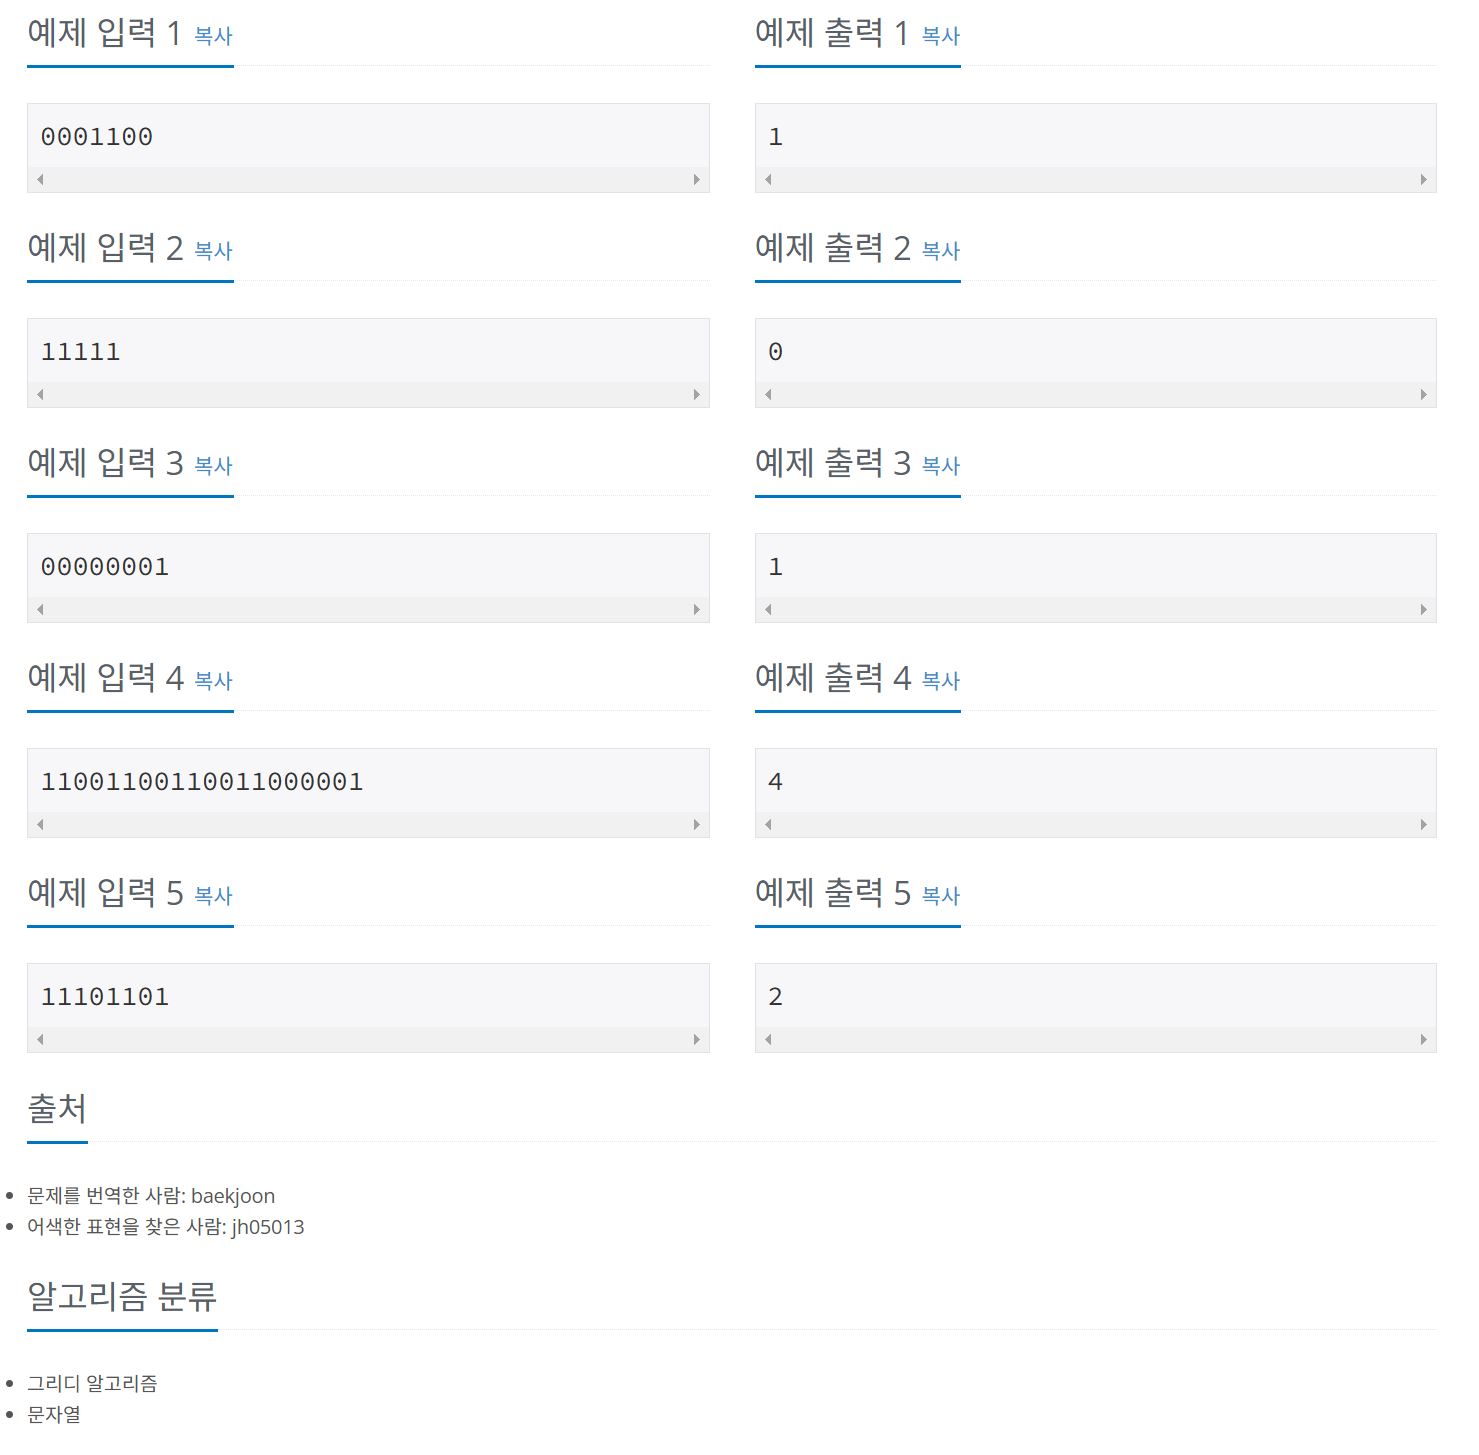 예제 입력 1 복사
예제 출력 1 복사
0001100
1
예제 입력 2 복사
예제 출력 2 복사
11111
0
예제 입력 3 복사
예제 출력 3 복사
00000001
1
예제 입력 4 복사
예제 출력 4 복사
11001100110011000001
4
예제 입력 5 복사
예제 출력 5 복사
11101101
2
출처
문제를 번역한 사람: baekjoon
어색한 표현을 찾은 사람: jh05013
알고리즘 분류
그리디 알고리즘
문자열